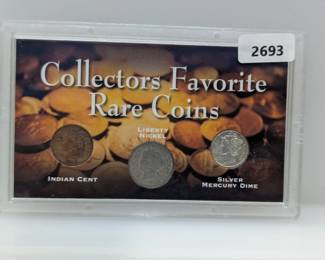 2693
Collectors Favorite
Rare Coins
LIBERTY
NICKEL
INDIAN CENT
SILVER
MERCURY DIME